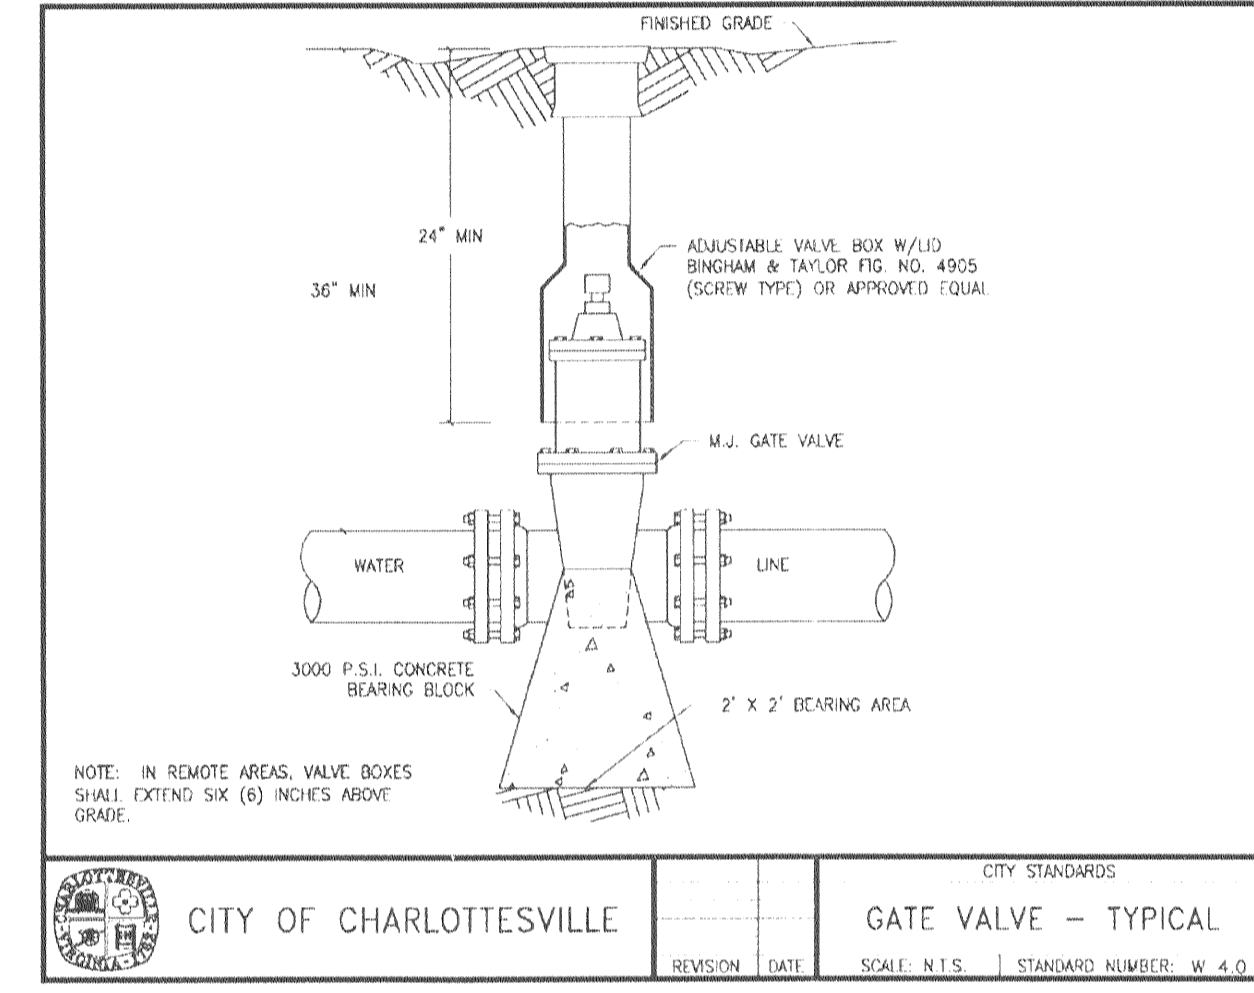 FINISHED GRADE
24" MIN
36" MIN
ADJUSTABLE VALVE BOX W/LID
BINGHAM & TAYLOR FIG. NO. 4905
(SCREW TYPE) OR APPROVED EQUAL
M.J. GATE VALVE
WATER
LINE
3000 P.S.I. CONCRETE
BEARING BLOCK
2' X 2' BEARING AREA
NOTE: IN REMOTE AREAS, VALVE BOXES
SHALL EXTEND SIX (6) INCHES ABOVE
GRADE.
CHARLOTTESVILLE
VIRGINIA-1762
CITY OF CHARLOTTESVILLE
REVISION
DATE
CITY STANDARDS
GATE VALVE - TYPICAL
SCALE: N.T.S.
STANDARD NUMBER: W 4.0